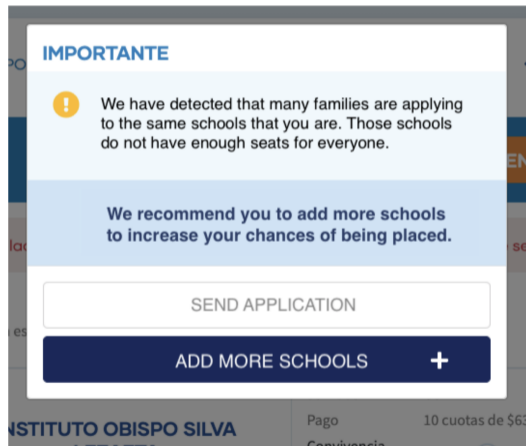 IMPORTANTE
We have detected that many families are applying
to the same schools that you are. Those schools
do not have enough seats for everyone.
We recommend you to add more schools
to increase your chances of being placed.
SEND APPLICATION
ADD MORE SCHOOLS +
NSTITUTO OBISPO SILVA
Pago
10 cuotas de $63
Convivencia